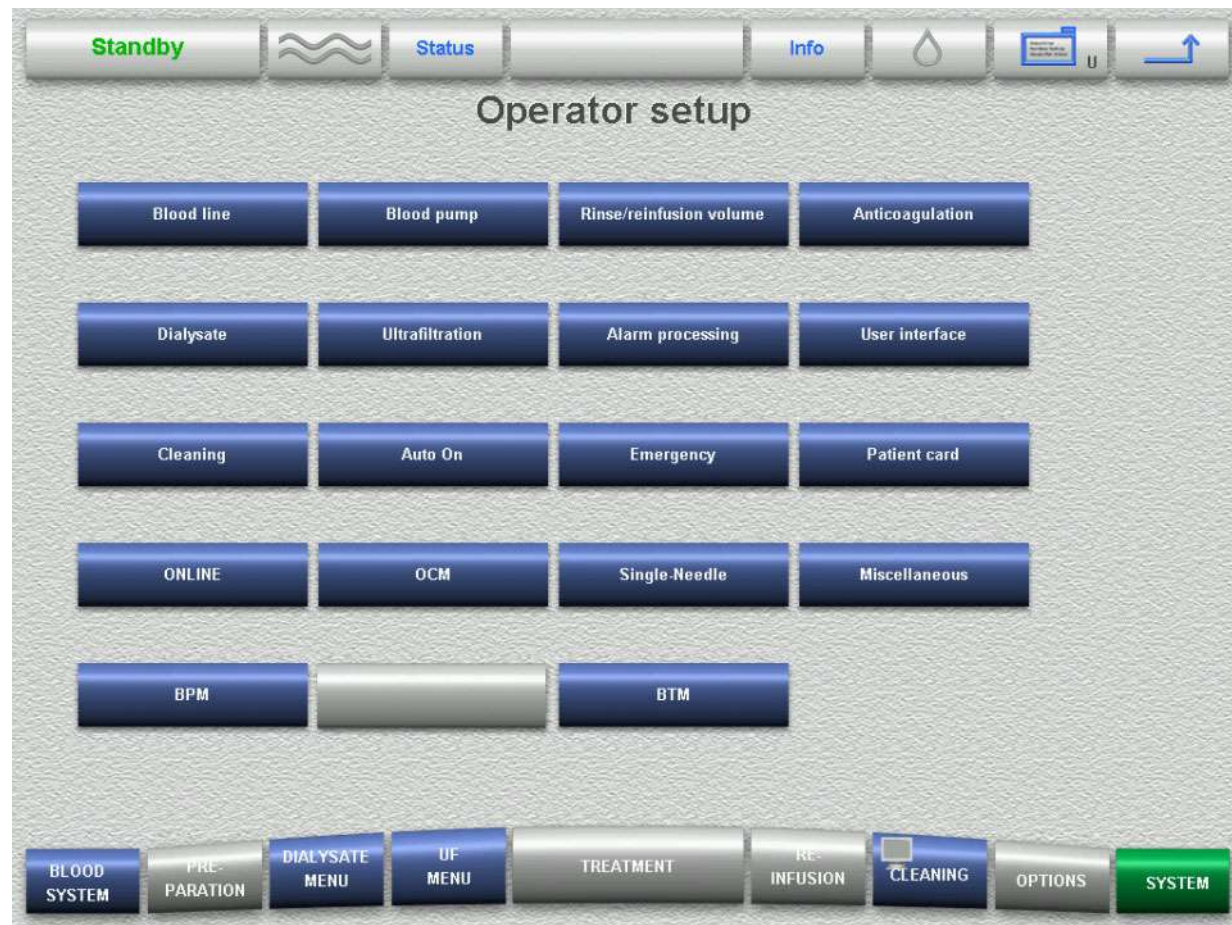 Standby
Status
Info
U
Operator setup
Blood line
Blood pump
Rinse/reinfusion volume
Anticoagulation
Dialysate
Ultrafiltration
Alarm processing
User interface
Cleaning
Auto On
Emergency
Patient card
ONLINE
OCM
Single-Needle
Miscellaneous
BPM
BTM
BLOOD
SYSTEM
PRE-
PARATION
DIALYSATE
MENU
UF
MENU
TREATMENT
RE-
INFUSION
CLEANING
OPTIONS
SYSTEM